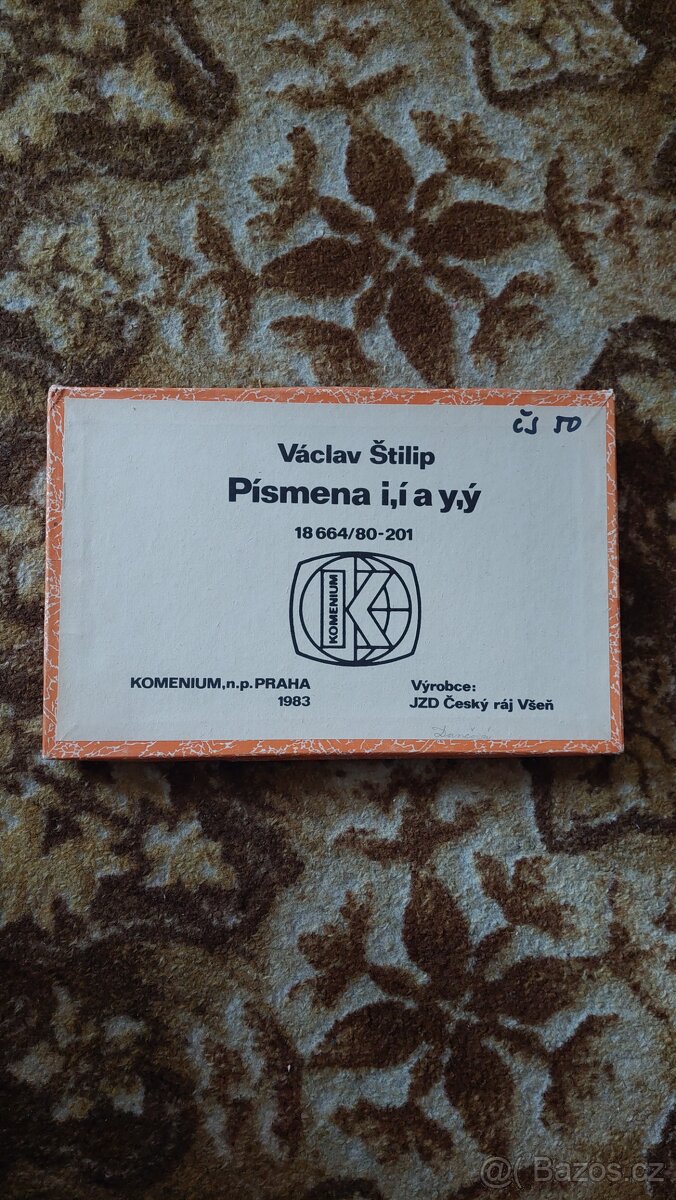 čj 50
Václav Štilip
Písmena i,í a y,ý
18 664/80-201
KOMENIUM
KOMENIUM,n.p. PRAHA
1983
Výrobce:
JZD Český ráj Všeň
@( Bazos.cz